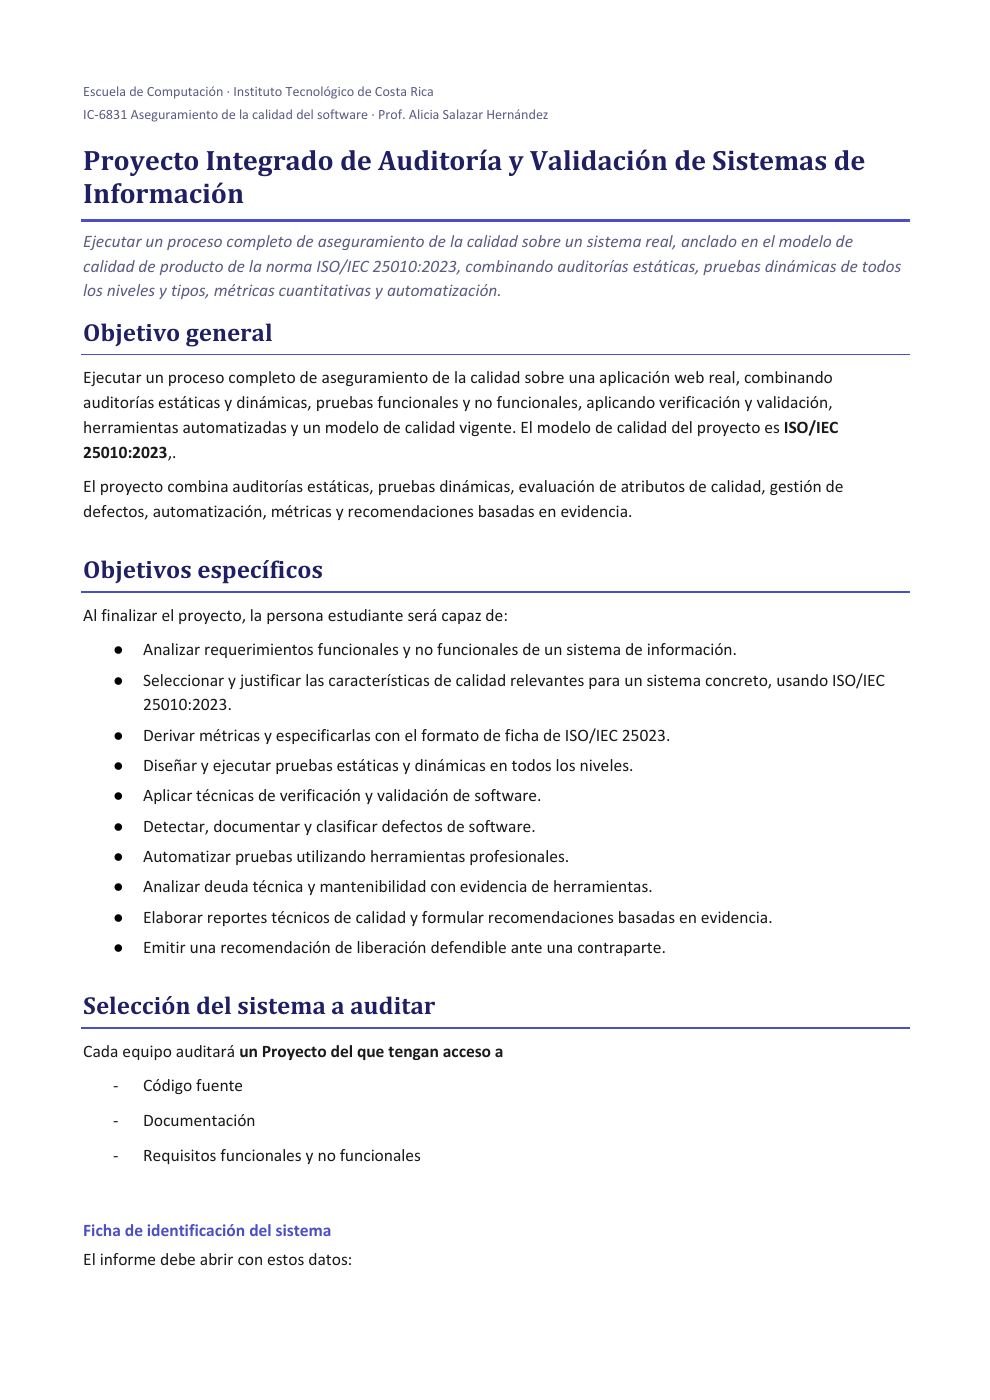 Escuela de Computación · Instituto Tecnológico de Costa Rica
IC-6831 Aseguramiento de la calidad del software · Prof. Alicia Salazar Hernández
Proyecto Integrado de Auditoría y Validación de Sistemas de
Información
Ejecutar un proceso completo de aseguramiento de la calidad sobre un sistema real, anclado en el modelo de
calidad de producto de la norma ISO/IEC 25010:2023, combinando auditorías estáticas, pruebas dinámicas de todos
los niveles y tipos, métricas cuantitativas y automatización.
Objetivo general
Ejecutar un proceso completo de aseguramiento de la calidad sobre una aplicación web real, combinando
auditorías estáticas y dinámicas, pruebas funcionales y no funcionales, aplicando verificación y validación,
herramientas automatizadas y un modelo de calidad vigente. El modelo de calidad del proyecto es ISO/IEC
25010:2023,.
El proyecto combina auditorías estáticas, pruebas dinámicas, evaluación de atributos de calidad, gestión de
defectos, automatización, métricas y recomendaciones basadas en evidencia.
Objetivos específicos
Al finalizar el proyecto, la persona estudiante será capaz de:
● Analizar requerimientos funcionales y no funcionales de un sistema de información.
● Seleccionar y justificar las características de calidad relevantes para un sistema concreto, usando ISO/IEC
25010:2023.
● Derivar métricas y especificarlas con el formato de ficha de ISO/IEC 25023.
● Diseñar y ejecutar pruebas estáticas y dinámicas en todos los niveles.
● Aplicar técnicas de verificación y validación de software.
● Detectar, documentar y clasificar defectos de software.
● Automatizar pruebas utilizando herramientas profesionales.
● Analizar deuda técnica y mantenibilidad con evidencia de herramientas.
● Elaborar reportes técnicos de calidad y formular recomendaciones basadas en evidencia.
● Emitir una recomendación de liberación defendible ante una contraparte.
Selección del sistema a auditar
Cada equipo auditará un Proyecto del que tengan acceso a
- Código fuente
- Documentación
- Requisitos funcionales y no funcionales
Ficha de identificación del sistema
El informe debe abrir con estos datos: